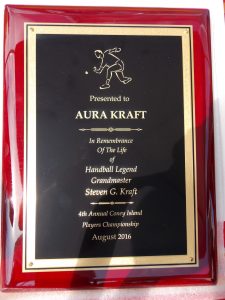 Presented to
AURA KRAFT
In Remembrance
Of The Life
of
Handball Legend
Grandmaster
Steven G. Kraft
4th Annual Coney Island
Players Championship
August 2016